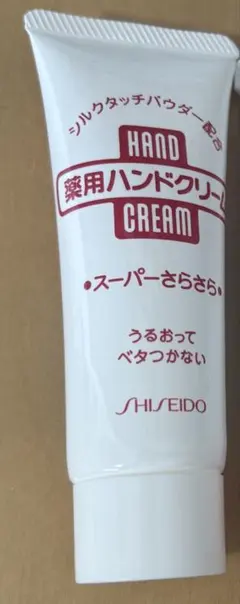 シルクタッチパウダー配合
HAND
薬用ハンドクリーム
CREAM
•スーパーさらさら•
うるおって
ベタつかない
SHISEIDO